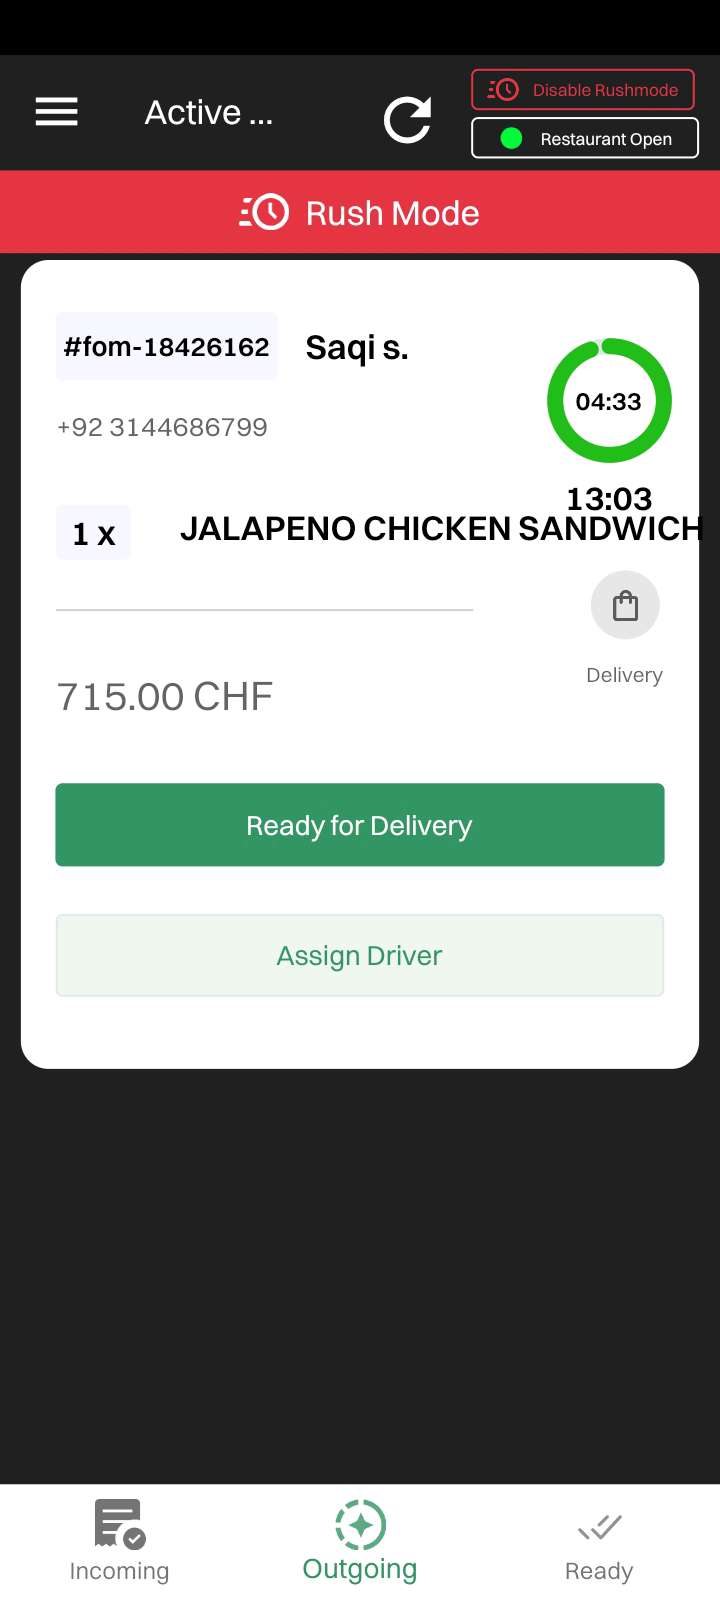 Active ...
Disable Rushmode
Restaurant Open
Rush Mode
#fom-18426162
Saqi s.
04:33
+92 3144686799
13:03
1 x
JALAPENO CHICKEN SANDWICH
Delivery
715.00 CHF
Ready for Delivery
Assign Driver
Incoming
Outgoing
Ready